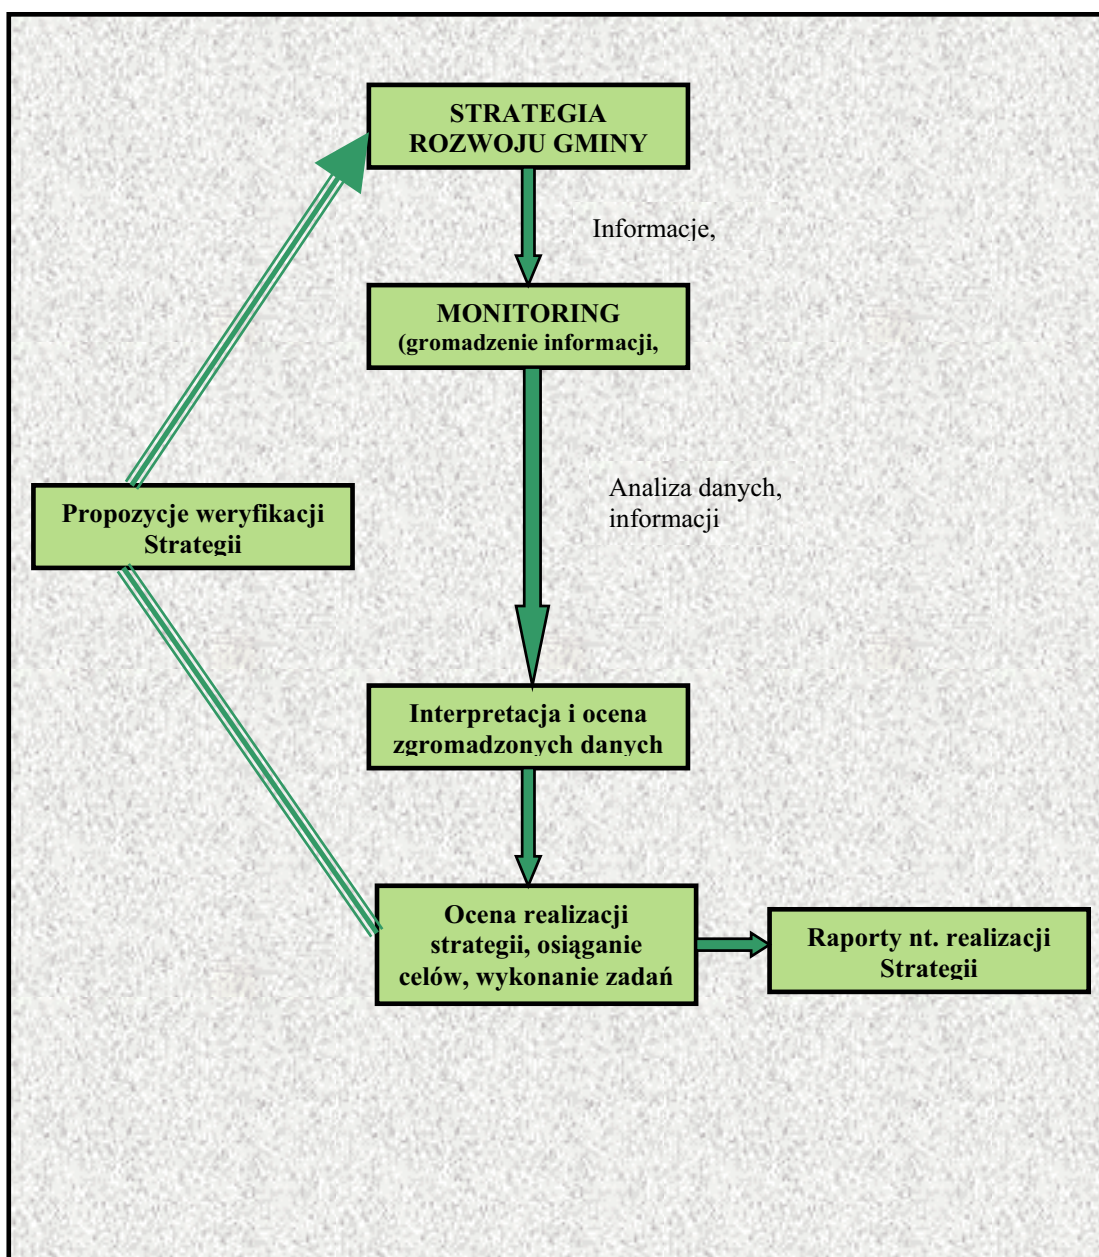 STRATEGIA
ROZWOJU GMINY
Informacje,
MONITORING
(gromadzenie informacji,
Analiza danych,
informacji
Propozycje weryfikacji
Strategii
Interpretacja i ocena
zgromadzonych danych
Ocena realizacji
strategii, osiąganie
celów, wykonanie zadań
Raporty nt. realizacji
Strategii